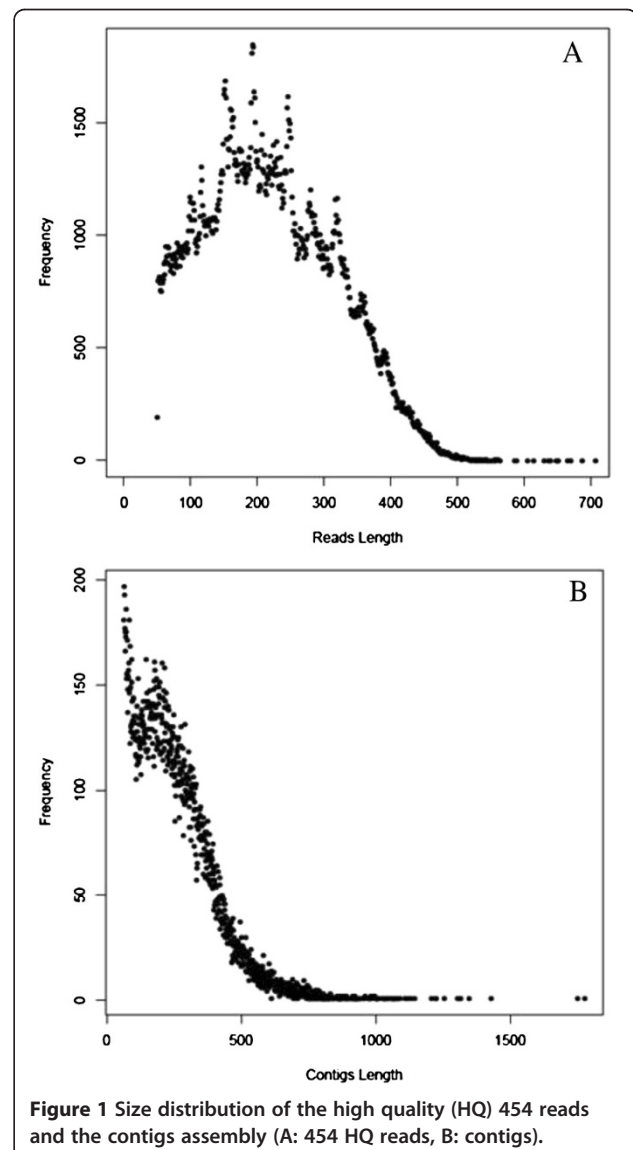 A
1500
1000
500
0
Frequency
0 100 200 300 400 500 600 700
Reads Length
B
200
150
100
50
0
Frequency
0 500 1000 1500
Contigs Length
Figure 1 Size distribution of the high quality (HQ) 454 reads
and the contigs assembly (A: 454 HQ reads, B: contigs).